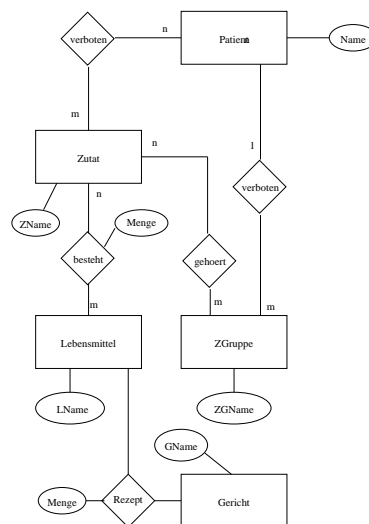 verboten
n
Patient
n
Name
m
n
1
Zutat
verboten
n
ZName
Menge
besteht
gehoert
m
m
m
Lebensmittel
ZGruppe
LName
ZGName
GName
Menge
Rezept
Gericht